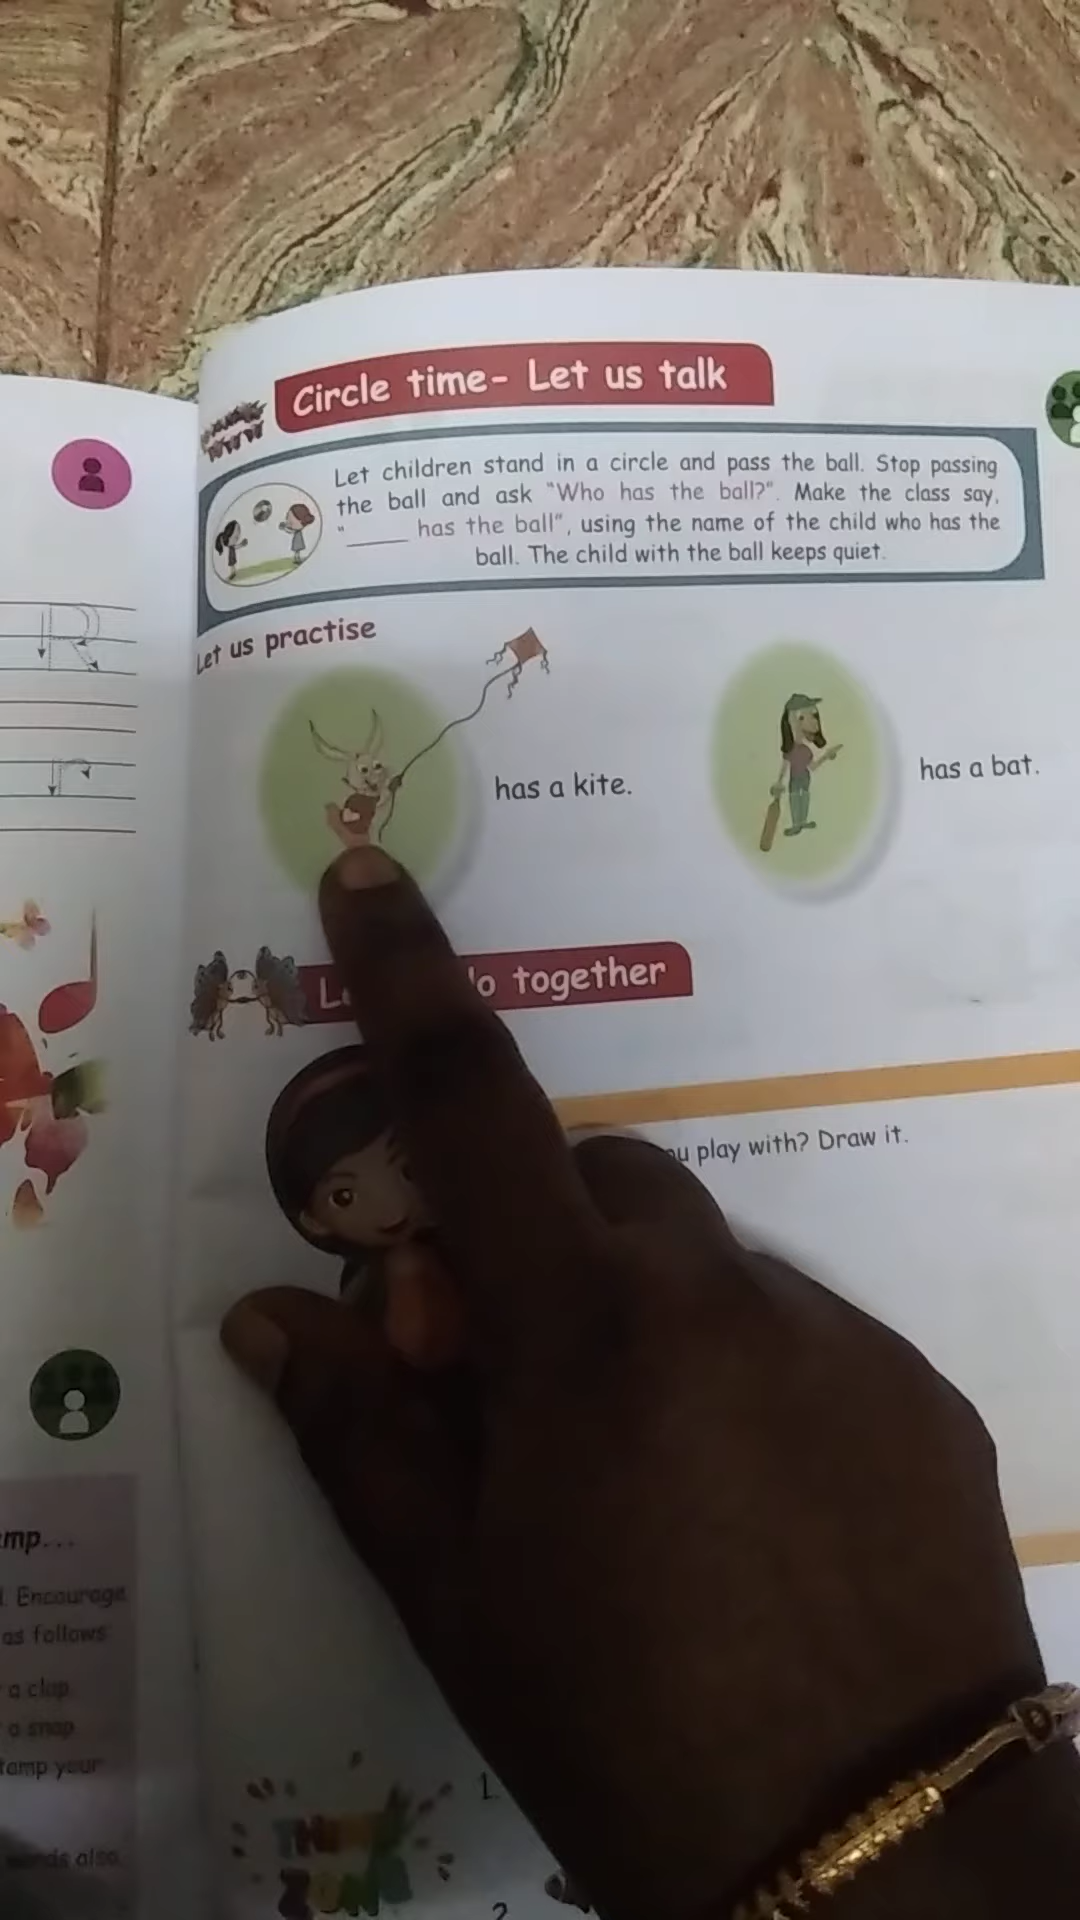 Circle time- Let us talk
Let children stand in a circle and pass the ball. Stop passing
the ball and ask "Who has the ball?". Make the class say,
"_____ has the ball", using the name of the child who has the
ball. The child with the ball keeps quiet.
Let us practise
has a kite.
has a bat.
together
play with? Draw it.
1.
2
R
r
Encourage
as follows
a clap
a snap
your
also